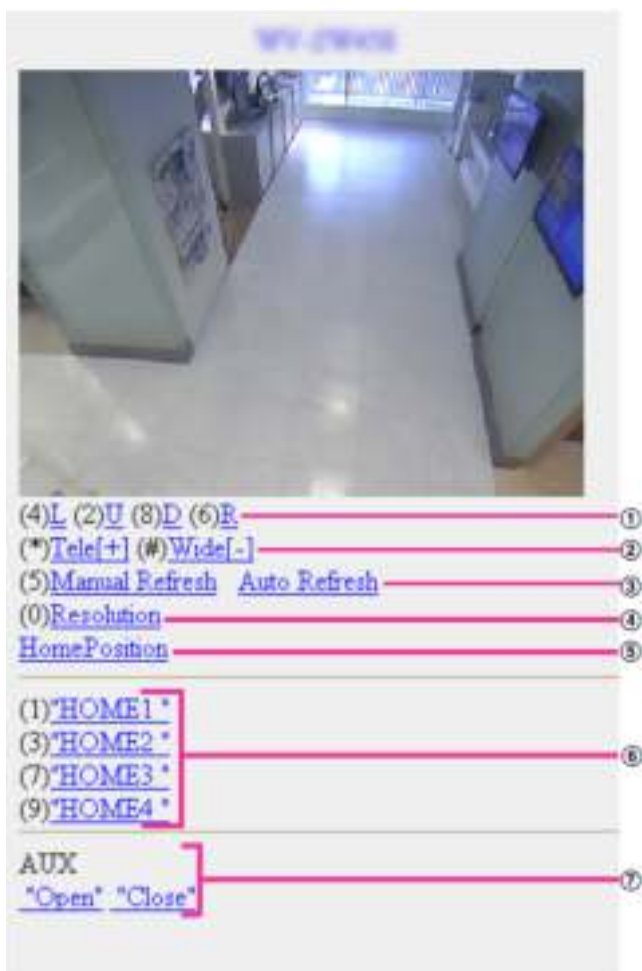 (4)L (2)U (8)D (6)R ①
(*)Tele[+] (#)Wide[-] ②
(5)Manual Refresh Auto Refresh ③
(0)Resolution ④
HomePosition ⑤
(1)"HOME1 "
(3)"HOME2 "
(7)"HOME3 "
(9)"HOME4 "
⑥
AUX
"Open" "Close"
⑦